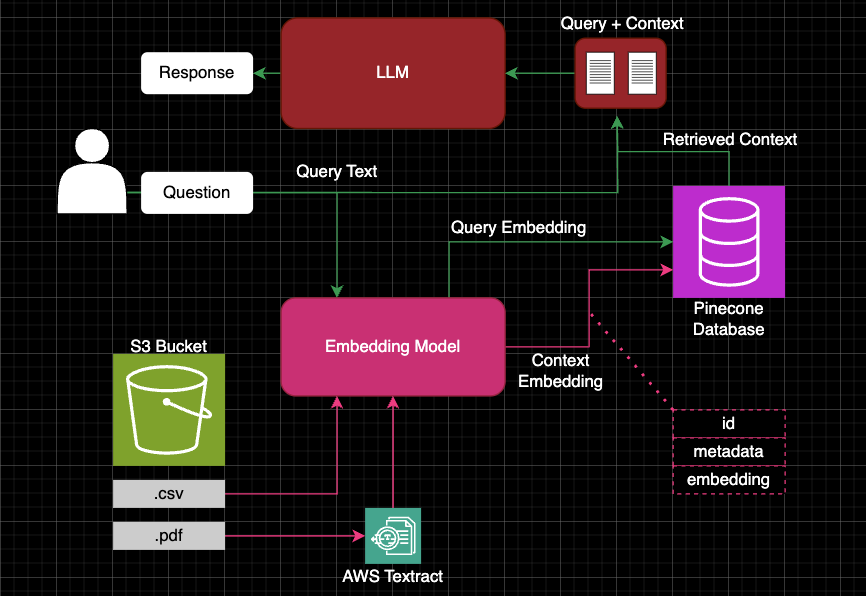 Query + Context
Response
LLM
Retrieved Context
Query Text
Question
Query Embedding
Pinecone
Database
S3 Bucket
Embedding Model
Context
Embedding
id
metadata
embedding
.csv
.pdf
AWS Textract